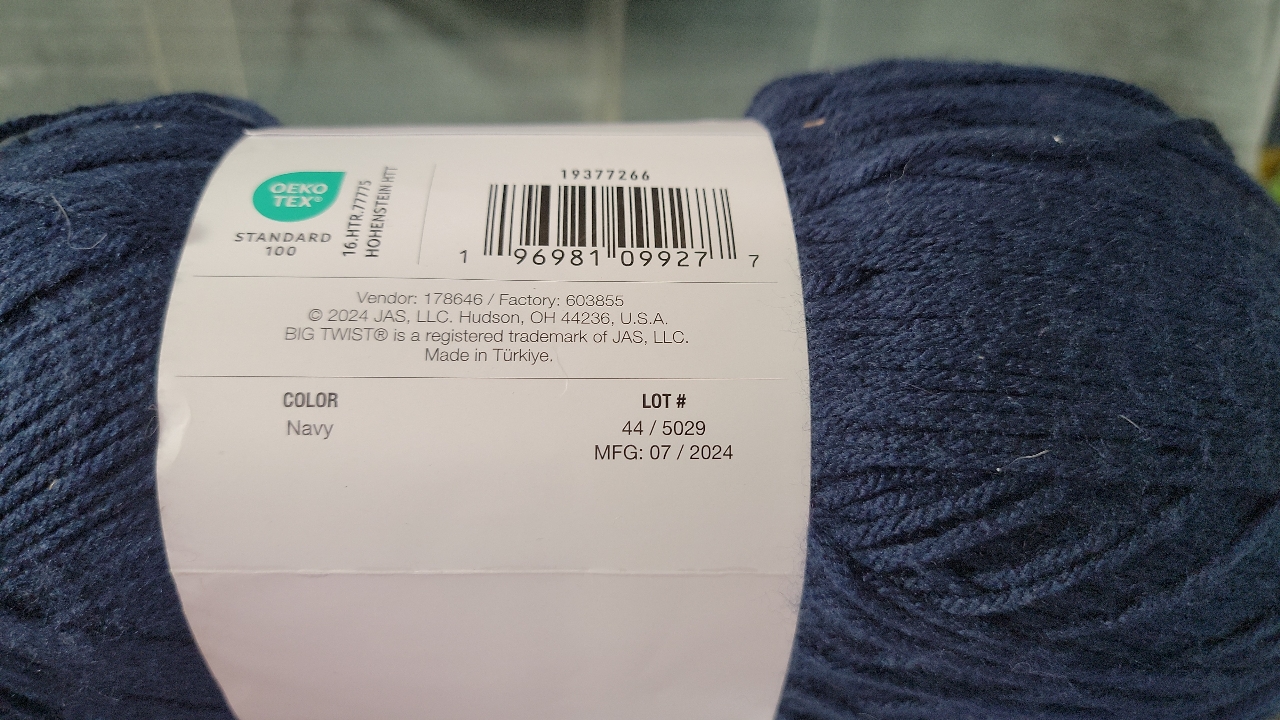 OEKO
TEX®
STANDARD
100
16.HTR.77775
HOHENSTEIN HTT
19377266
1 96981 09927 7
Vendor: 178646 / Factory: 603855
© 2024 JAS, LLC. Hudson, OH 44236, U.S.A.
BIG TWIST® is a registered trademark of JAS, LLC.
Made in Türkiye.
COLOR
Navy
LOT #
44 / 5029
MFG: 07 / 2024